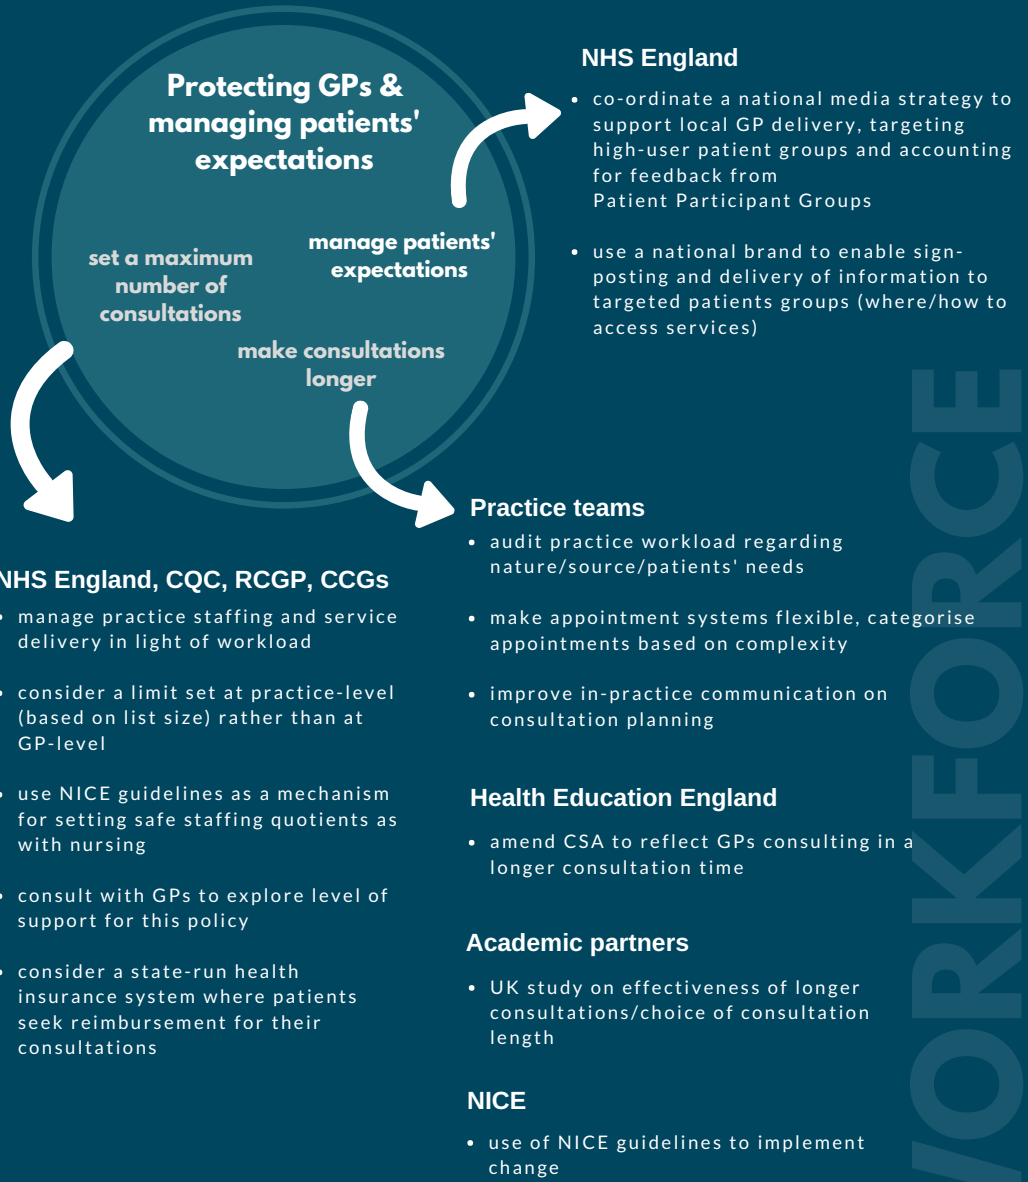 Protecting GPs &
managing patients'
expectations
set a maximum
number of
consultations
manage patients'
expectations
make consultations
longer
NHS England
• co-ordinate a national media strategy to
support local GP delivery, targeting
high-user patient groups and accounting
for feedback from
Patient Participant Groups
• use a national brand to enable sign-
posting and delivery of information to
targeted patients groups (where/how to
access services)
NHS England, CQC, RCGP, CCGs
• manage practice staffing and service
delivery in light of workload
• consider a limit set at practice-level
(based on list size) rather than at
GP-level
• use NICE guidelines as a mechanism
for setting safe staffing quotients as
with nursing
• consult with GPs to explore level of
support for this policy
• consider a state-run health
insurance system where patients
seek reimbursement for their
consultations
Practice teams
• audit practice workload regarding
nature/source/patients' needs
• make appointment systems flexible, categorise
appointments based on complexity
• improve in-practice communication on
consultation planning
Health Education England
• amend CSA to reflect GPs consulting in a
longer consultation time
Academic partners
• UK study on effectiveness of longer
consultations/choice of consultation
length
NICE
• use of NICE guidelines to implement
change
WORKFORCE